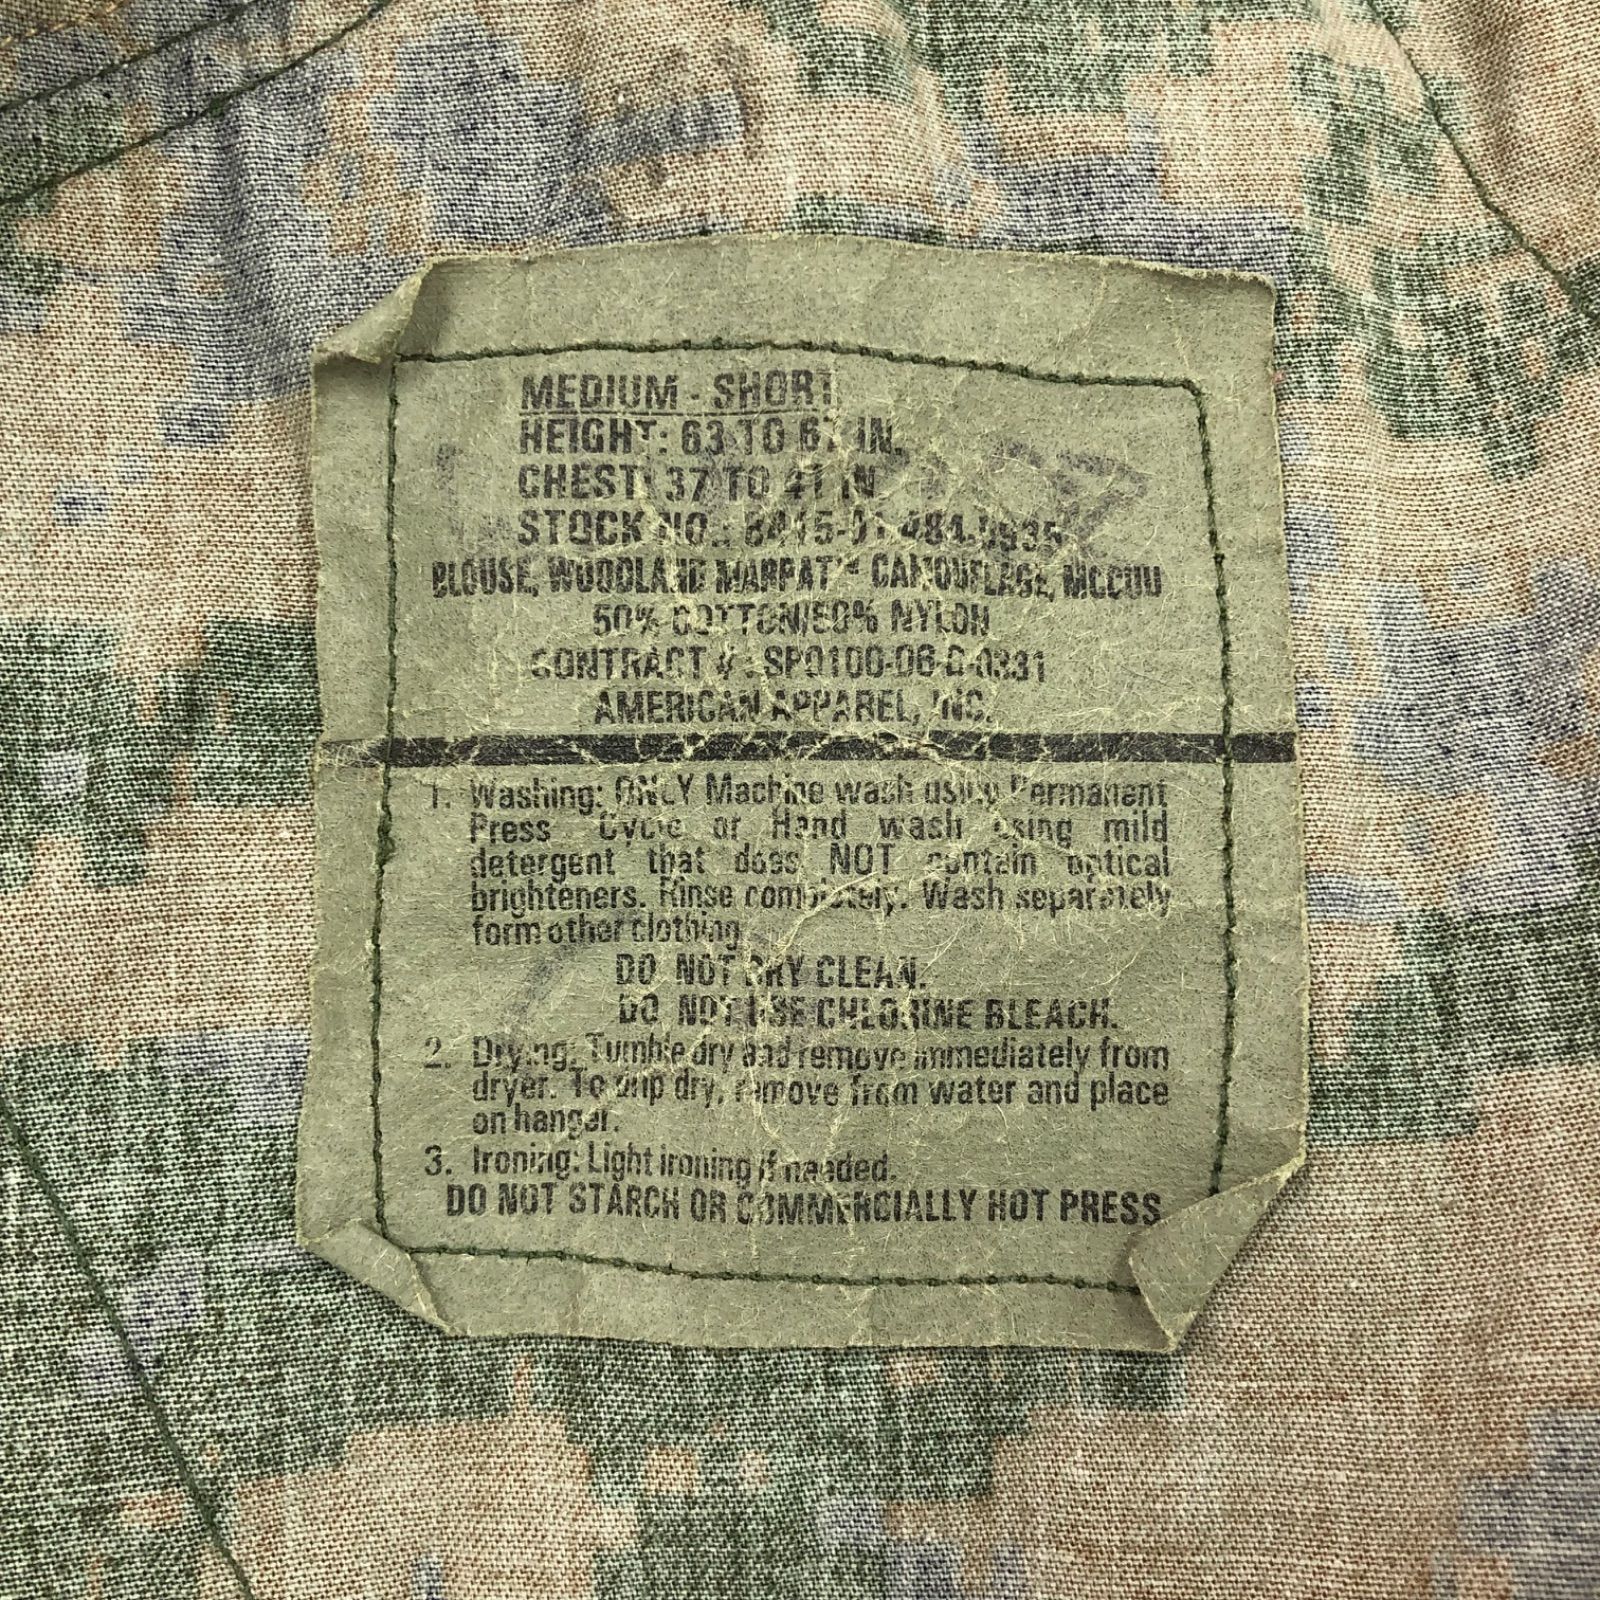 MEDIUM - SHORT
HEIGHT: 63 TO 67 IN.
CHEST: 37 TO 41 IN
STOCK NO.: 8415-01-484-0935
BLOUSE, WOODLAND MARPAT™ CAMOUFLAGE, MCCUU
50% COTTON/50% NYLON
CONTRACT #: SP0100-06-D-0331
AMERICAN APPAREL, INC.
1. Washing: ONLY Machine wash using Permanent
Press Cycle or Hand wash using mild
detergent that does NOT contain optical
brighteners. Rinse completely. Wash separately
form other clothing.
DO NOT DRY CLEAN.
DO NOT USE CHLORINE BLEACH.
2. Drying: Tumble dry and remove immediately from
dryer. To drip dry, remove from water and place
on hanger.
3. Ironing: Light ironing if needed.
DO NOT STARCH OR COMMERCIALLY HOT PRESS